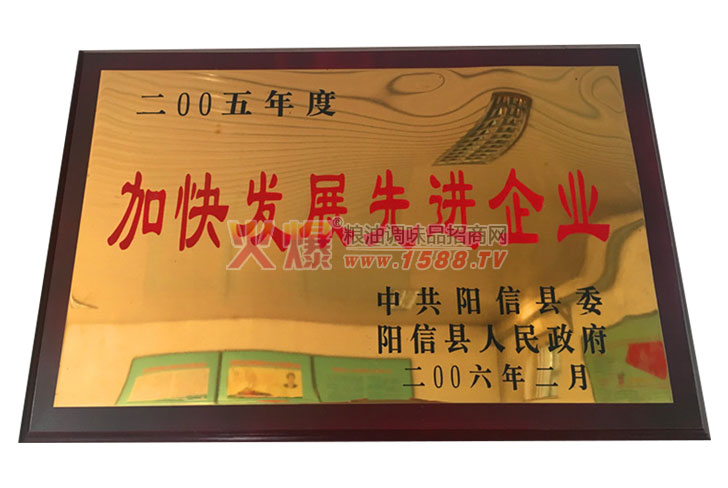 二00五年度
加快发展先进企业
火爆®粮油调味品招商网
www.1588.TV
中共阳信县委
阳信县人民政府
二00六年二月